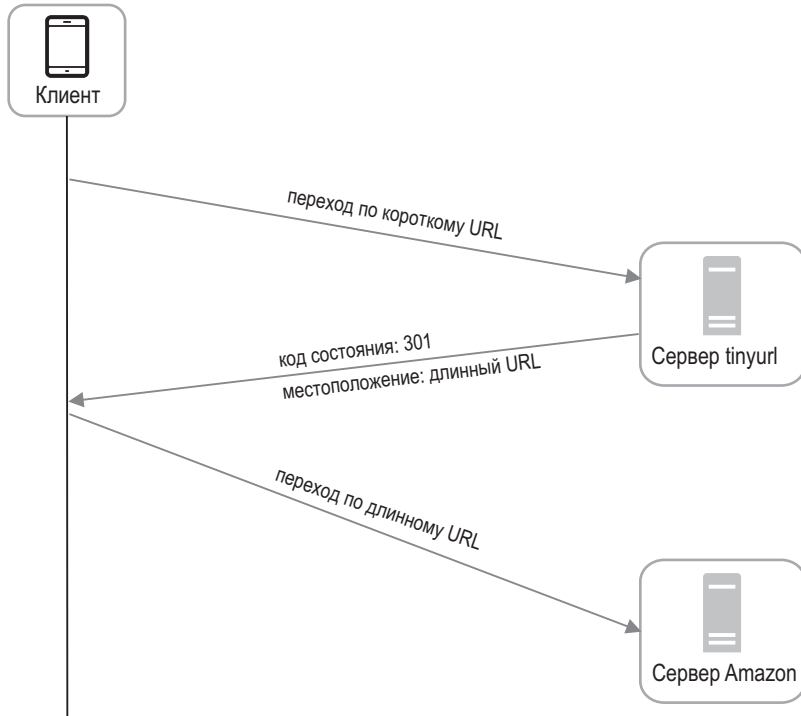 Клиент
переход по короткому URL
код состояния: 301
местоположение: длинный URL
Сервер tinyurl
переход по длинному URL
Сервер Amazon